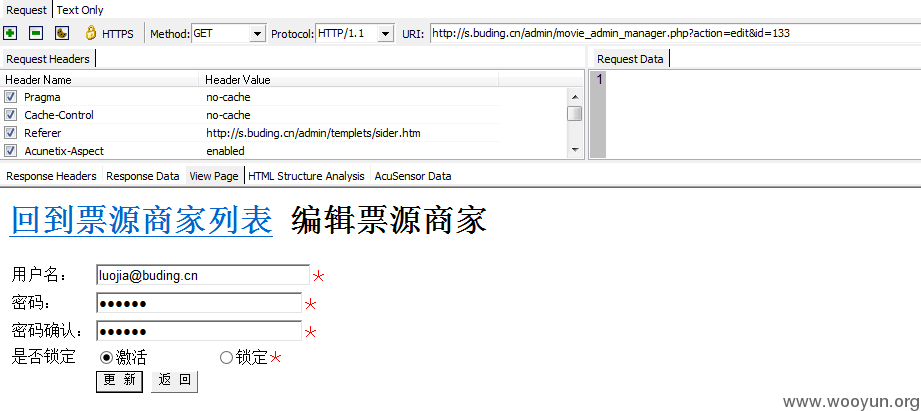 Request Text Only
HTTPS Method: GET Protocol: HTTP/1.1 URI: http://s.buding.cn/admin/movie_admin_manager.php?action=edit&id=133
Request Headers Request Data
Header Name Header Value 1
Pragma no-cache
Cache-Control no-cache
Referer http://s.buding.cn/admin/templets/sider.htm
Acunetix-Aspect enabled
Response Headers Response Data View Page HTML Structure Analysis AcuSensor Data
回到票源商家列表 编辑票源商家
用户名: luojia@buding.cn *
密码: ●●●●●● *
密码确认: ●●●●●● *
是否锁定 激活 锁定*
更 新 返 回
www.wooyun.org